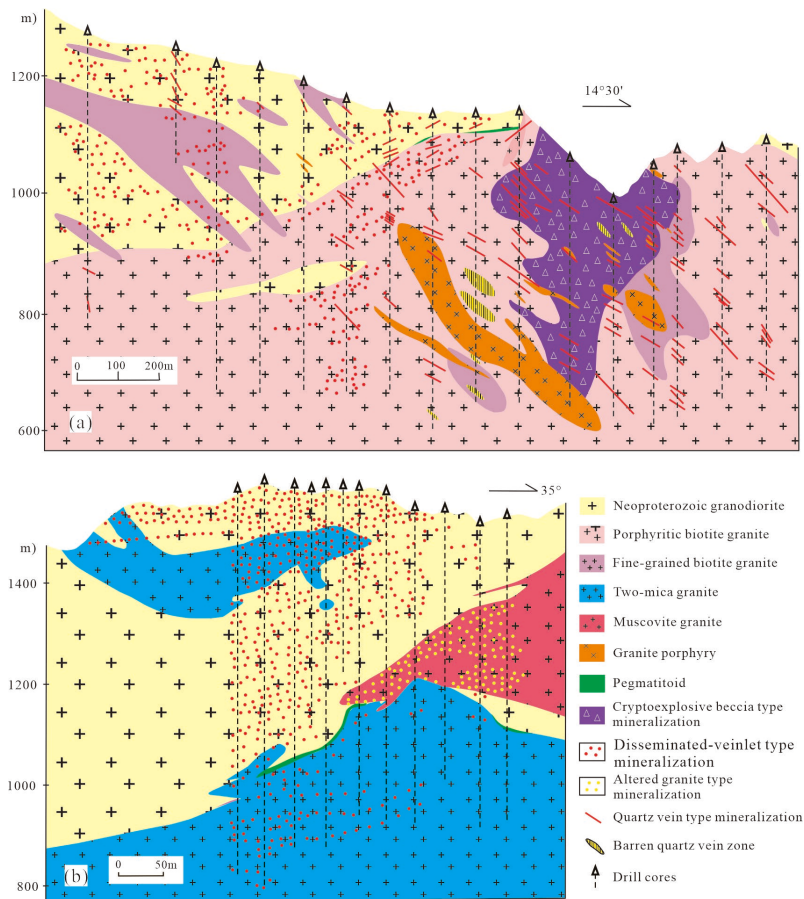 m)
1200
1000
800
600
14°30'
0 100 200m
(a)
m)
1400
1200
1000
800
35°
0 50m
(b)
Neoproterozoic granodiorite
Porphyritic biotite granite
Fine-grained biotite granite
Two-mica granite
Muscovite granite
Granite porphyry
Pegmatitoid
Cryptoexplosive beccia type
mineralization
Disseminated-veinlet type
mineralization
Altered granite type
mineralization
Quartz vein type mineralization
Barren quartz vein zone
Drill cores